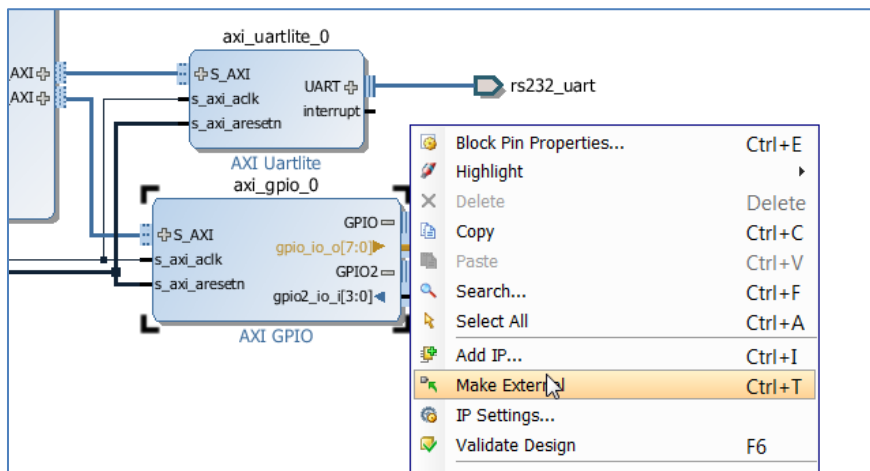 axi_uartlite_0
AXI
S_AXI
UART
AXI
s_axi_aclk
interrupt
s_axi_aresetn
AXI Uartlite
rs232_uart
axi_gpio_0
GPIO
S_AXI
gpio_io_o[7:0]
s_axi_aclk
GPIO2
s_axi_aresetn
gpio2_io_i[3:0]
AXI GPIO
Block Pin Properties... Ctrl+E
Highlight
Delete Delete
Copy Ctrl+C
Paste Ctrl+V
Search... Ctrl+F
Select All Ctrl+A
Add IP... Ctrl+I
Make External Ctrl+T
IP Settings...
Validate Design F6